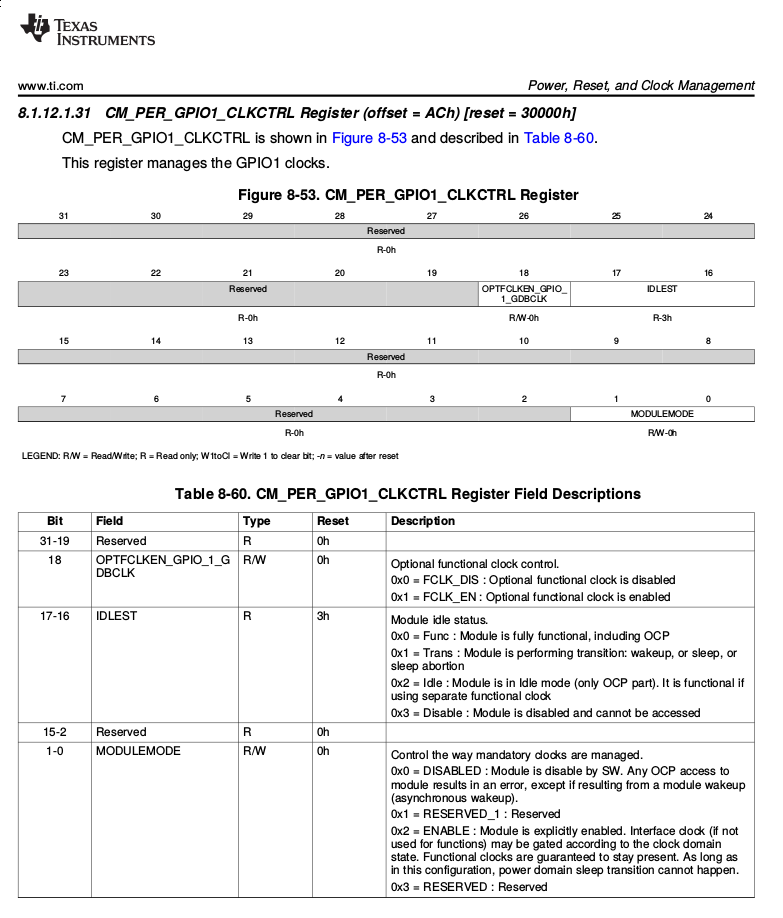 TEXAS
INSTRUMENTS
www.ti.com
Power, Reset, and Clock Management
8.1.12.1.31 CM_PER_GPIO1_CLKCTRL Register (offset = ACh) [reset = 30000h]
CM_PER_GPIO1_CLKCTRL is shown in Figure 8-53 and described in Table 8-60.
This register manages the GPIO1 clocks.
Figure 8-53. CM_PER_GPIO1_CLKCTRL Register
31 30 29 28 27 26 25 24
Reserved
R-0h
23 22 21 20 19 18 17 16
Reserved OPTFCLKEN_GPIO_ IDLEST
1_GDBCLK
R-0h R/W-0h R-3h
15 14 13 12 11 10 9 8
Reserved
R-0h
7 6 5 4 3 2 1 0
Reserved MODULEMODE
R-0h R/W-0h
LEGEND: R/W = Read/Write; R = Read only; W1toCl = Write 1 to clear bit; -n = value after reset
Table 8-60. CM_PER_GPIO1_CLKCTRL Register Field Descriptions
Bit Field Type Reset Description
31-19 Reserved R 0h
18 OPTFCLKEN_GPIO_1_G R/W 0h Optional functional clock control.
DBCLK 0x0 = FCLK_DIS : Optional functional clock is disabled
0x1 = FCLK_EN : Optional functional clock is enabled
17-16 IDLEST R 3h Module idle status.
0x0 = Func : Module is fully functional, including OCP
0x1 = Trans : Module is performing transition: wakeup, or sleep, or
sleep abortion
0x2 = Idle : Module is in Idle mode (only OCP part). It is functional if
using separate functional clock
0x3 = Disable : Module is disabled and cannot be accessed
15-2 Reserved R 0h
1-0 MODULEMODE R/W 0h Control the way mandatory clocks are managed.
0x0 = DISABLED : Module is disable by SW. Any OCP access to
module results in an error, except if resulting from a module wakeup
(asynchronous wakeup).
0x1 = RESERVED_1 : Reserved
0x2 = ENABLE : Module is explicitly enabled. Interface clock (if not
used for functions) may be gated according to the clock domain
state. Functional clocks are guaranteed to stay present. As long as
in this configuration, power domain sleep transition cannot happen.
0x3 = RESERVED : Reserved